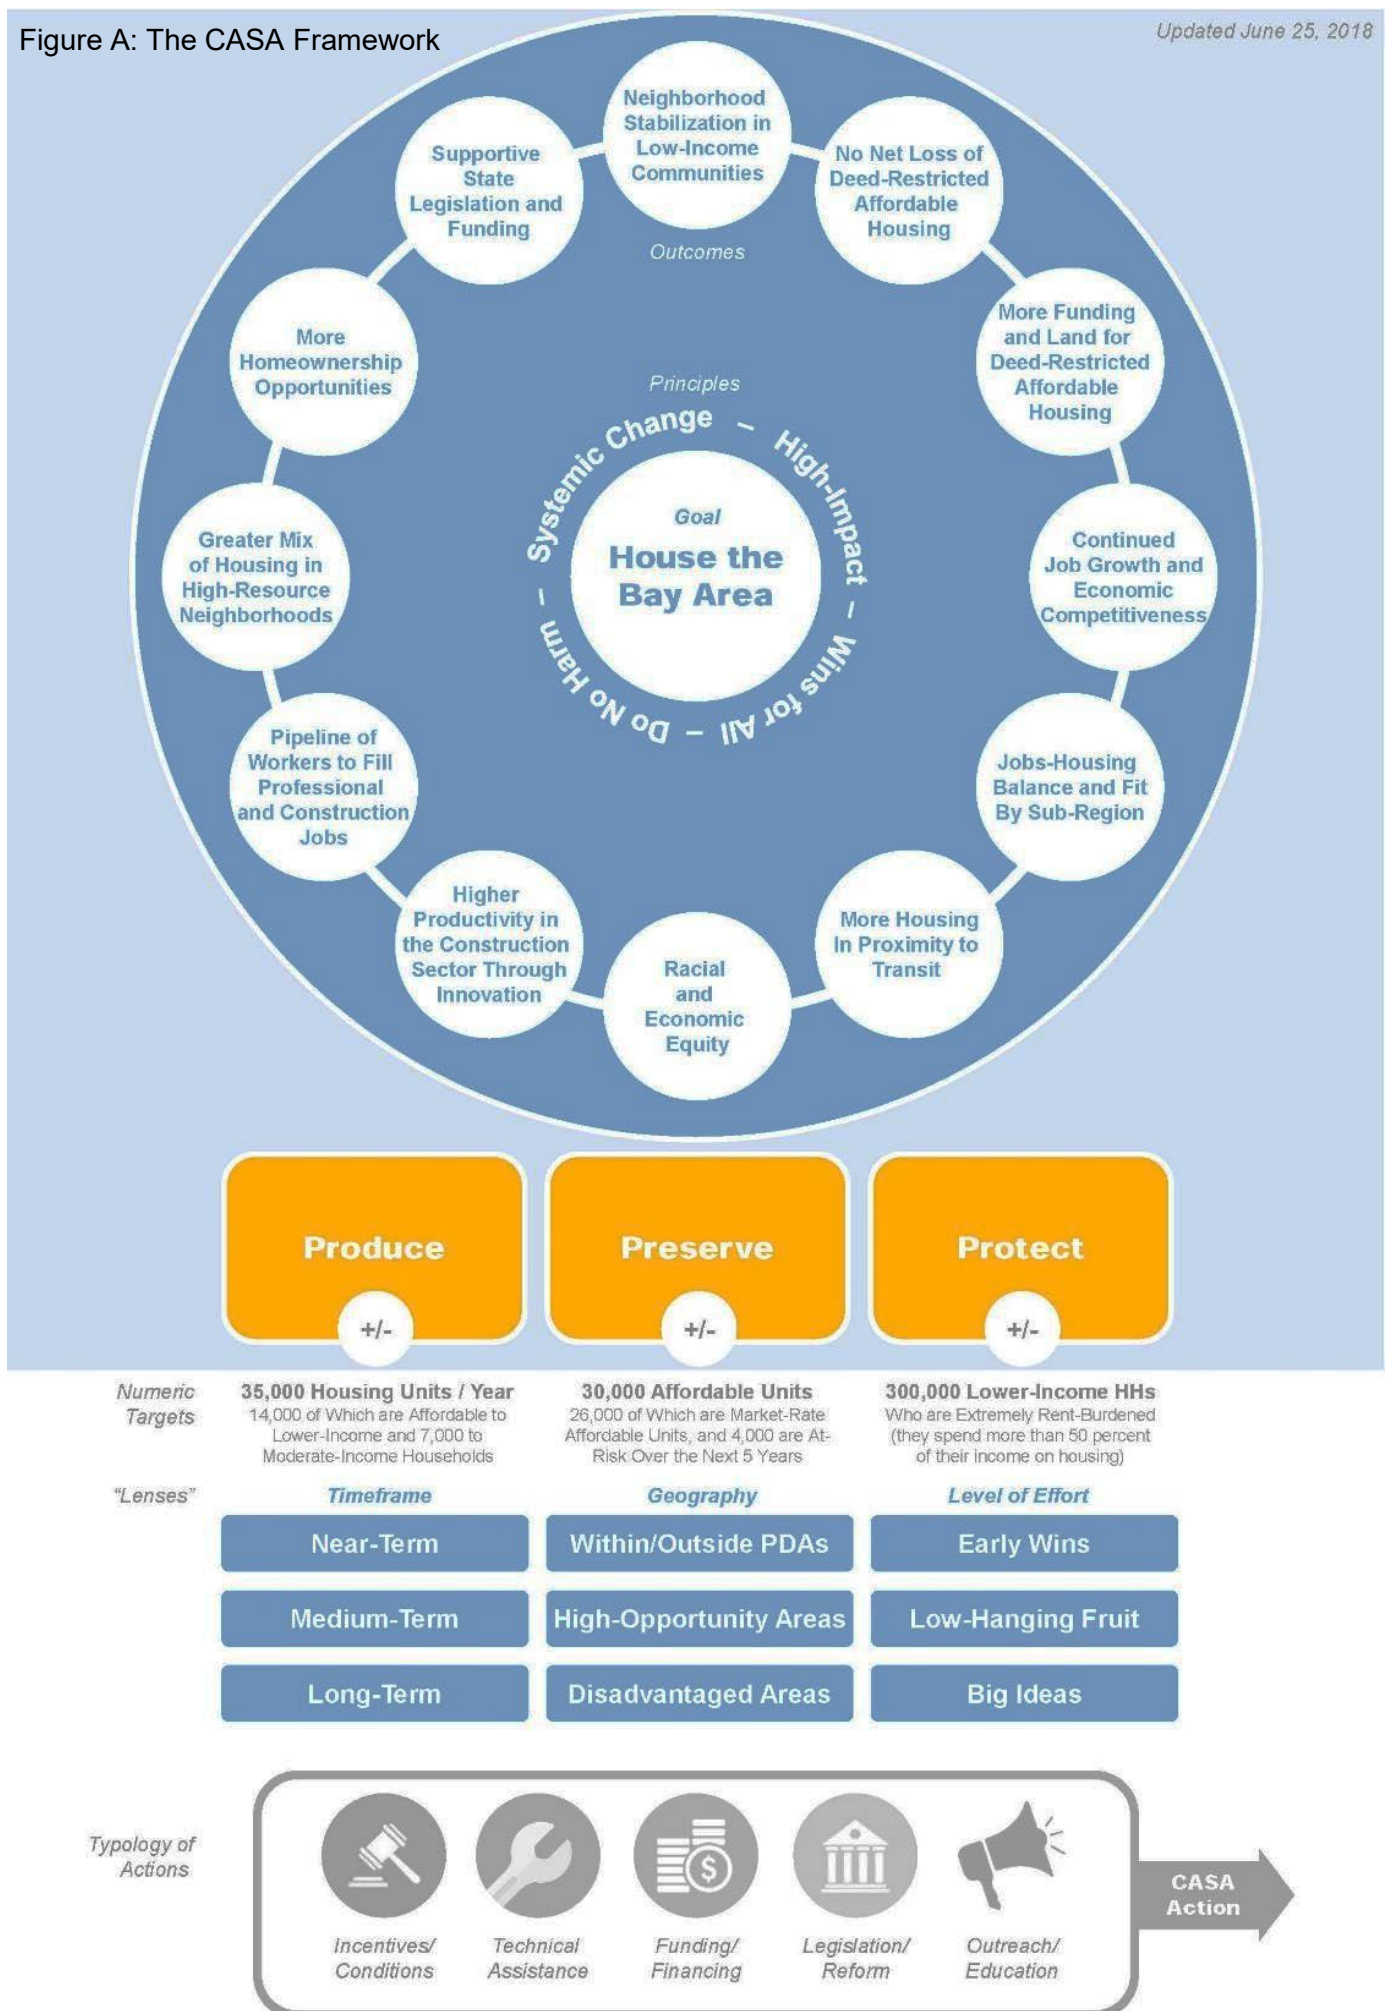 Figure A: The CASA Framework
Updated June 25, 2018
Neighborhood
Stabilization in
Low-Income
Communities
No Net Loss of
Deed-Restricted
Affordable
Housing
More Funding
and Land for
Deed-Restricted
Affordable
Housing
Continued
Job Growth and
Economic
Competitiveness
Jobs-Housing
Balance and Fit
By Sub-Region
More Housing
In Proximity to
Transit
Racial
and
Economic
Equity
Higher
Productivity in
the Construction
Sector Through
Innovation
Pipeline of
Workers to Fill
Professional
and Construction
Jobs
Greater Mix
of Housing in
High-Resource
Neighborhoods
More
Homeownership
Opportunities
Supportive
State
Legislation and
Funding
Outcomes
Principles
Systemic Change – High-Impact – Wins for All – Do No Harm –
Goal
House the
Bay Area
Produce
+/-
Preserve
+/-
Protect
+/-
Numeric
Targets
35,000 Housing Units / Year
14,000 of Which are Affordable to
Lower-Income and 7,000 to
Moderate-Income Households
30,000 Affordable Units
26,000 of Which are Market-Rate
Affordable Units, and 4,000 are At-
Risk Over the Next 5 Years
300,000 Lower-Income HHs
Who are Extremely Rent-Burdened
(they spend more than 50 percent
of their income on housing)
"Lenses"
Timeframe
Near-Term
Medium-Term
Long-Term
Geography
Within/Outside PDAs
High-Opportunity Areas
Disadvantaged Areas
Level of Effort
Early Wins
Low-Hanging Fruit
Big Ideas
Typology of
Actions
$
Incentives/
Conditions
Technical
Assistance
Funding/
Financing
Legislation/
Reform
Outreach/
Education
CASA
Action